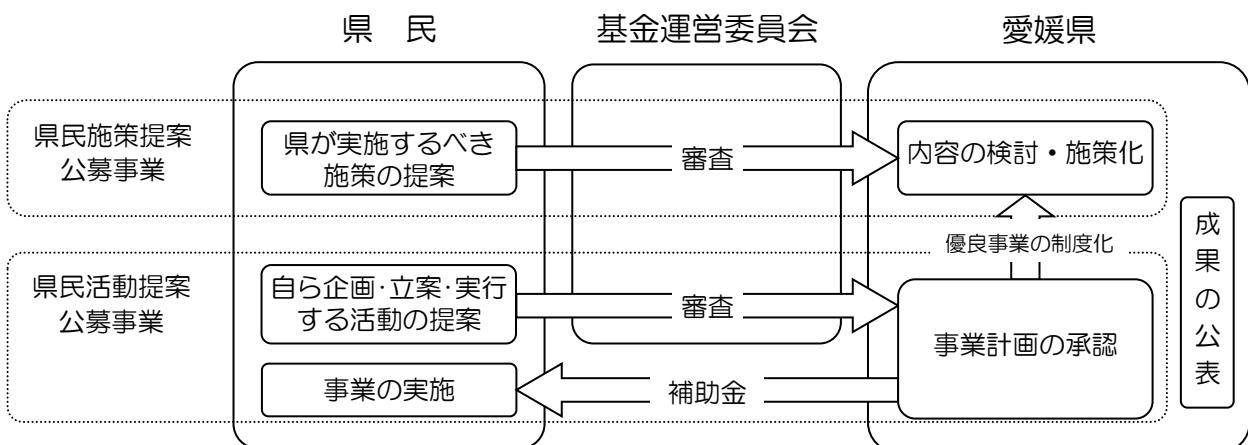 県　民
基金運営委員会
愛媛県
県民施策提案
公募事業
県が実施するべき
施策の提案
審査
内容の検討・施策化
優良事業の制度化
県民活動提案
公募事業
自ら企画･立案･実行
する活動の提案
審査
事業計画の承認
事業の実施
補助金
成果の公表